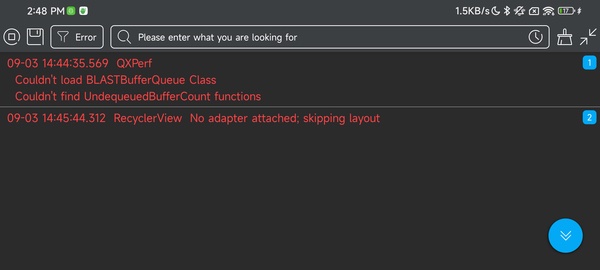 2:48 PM
1.5KB/s
17
Error
Please enter what you are looking for
09-03 14:44:35.569 QXPerf
1
Couldn't load BLASTBufferQueue Class
Couldn't find UndequeuedBufferCount functions
09-03 14:45:44.312 RecyclerView No adapter attached; skipping layout
2